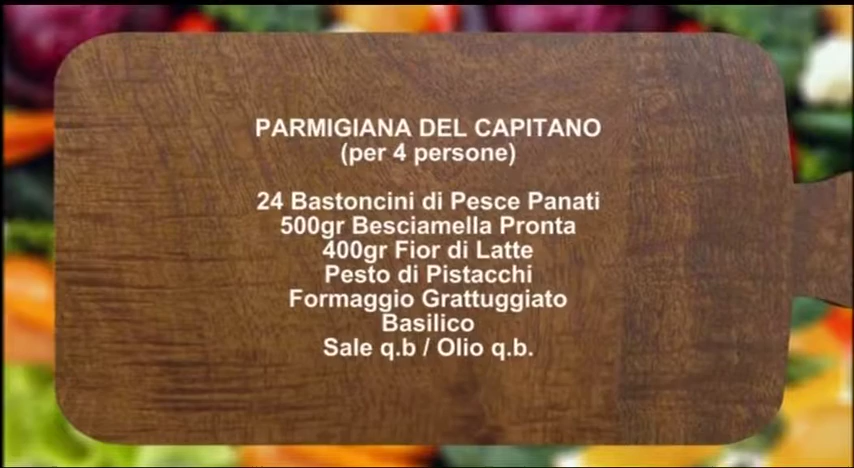 PARMIGIANA DEL CAPITANO
(per 4 persone)
24 Bastoncini di Pesce Panati
500gr Besciamella Pronta
400gr Fior di Latte
Pesto di Pistacchi
Formaggio Grattuggiato
Basilico
Sale q.b / Olio q.b.